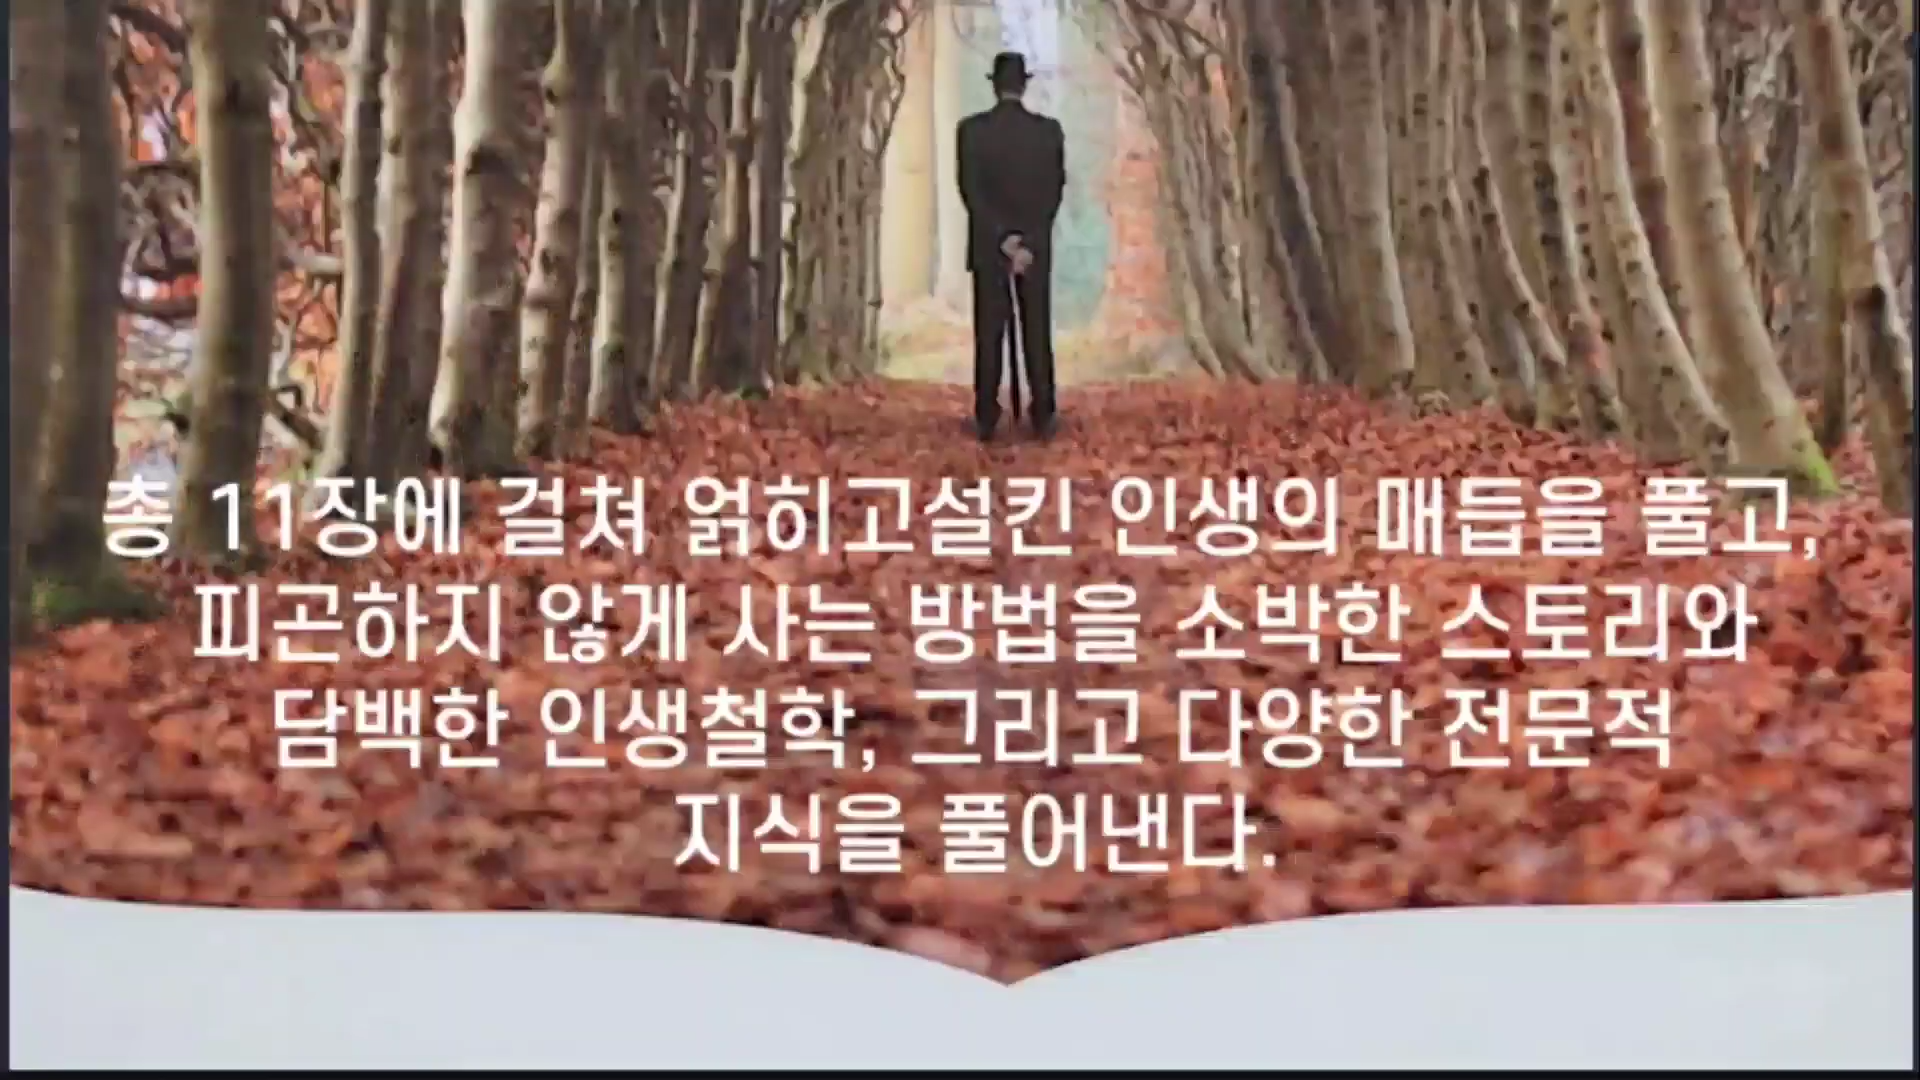 총 11장에 걸쳐 얽히고설킨 인생의 매듭을 풀고,
피곤하지 않게 사는 방법을 소박한 스토리와
담백한 인생철학, 그리고 다양한 전문적
지식을 풀어낸다.